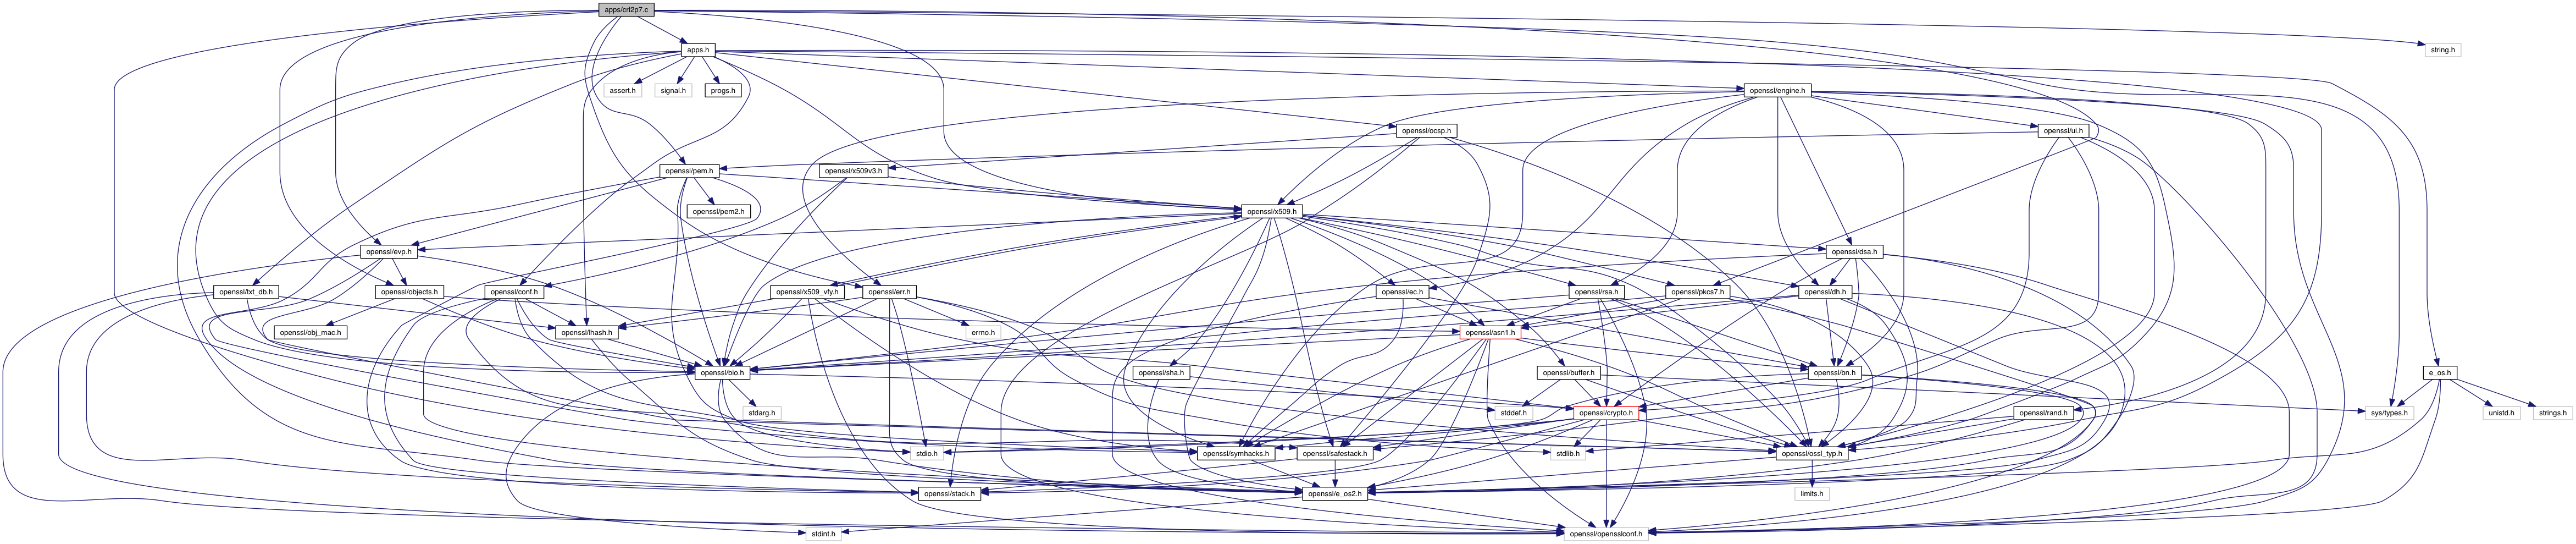 apps/crl2p7.c
apps.h
string.h
assert.h
signal.h
progs.h
openssl/engine.h
openssl/ocsp.h
openssl/ui.h
openssl/pem.h
openssl/x509v3.h
openssl/pem2.h
openssl/x509.h
openssl/evp.h
openssl/dsa.h
openssl/txt_db.h
openssl/objects.h
openssl/conf.h
openssl/x509_vfy.h
openssl/err.h
openssl/ec.h
openssl/rsa.h
openssl/pkcs7.h
openssl/dh.h
openssl/obj_mac.h
openssl/lhash.h
errno.h
openssl/asn1.h
openssl/bio.h
openssl/sha.h
openssl/buffer.h
openssl/bn.h
e_os.h
stdarg.h
stddef.h
openssl/crypto.h
openssl/rand.h
sys/types.h
unistd.h
strings.h
stdio.h
openssl/symhacks.h
openssl/safestack.h
stdlib.h
openssl/ossl_typ.h
openssl/stack.h
openssl/e_os2.h
limits.h
stdint.h
openssl/opensslconf.h